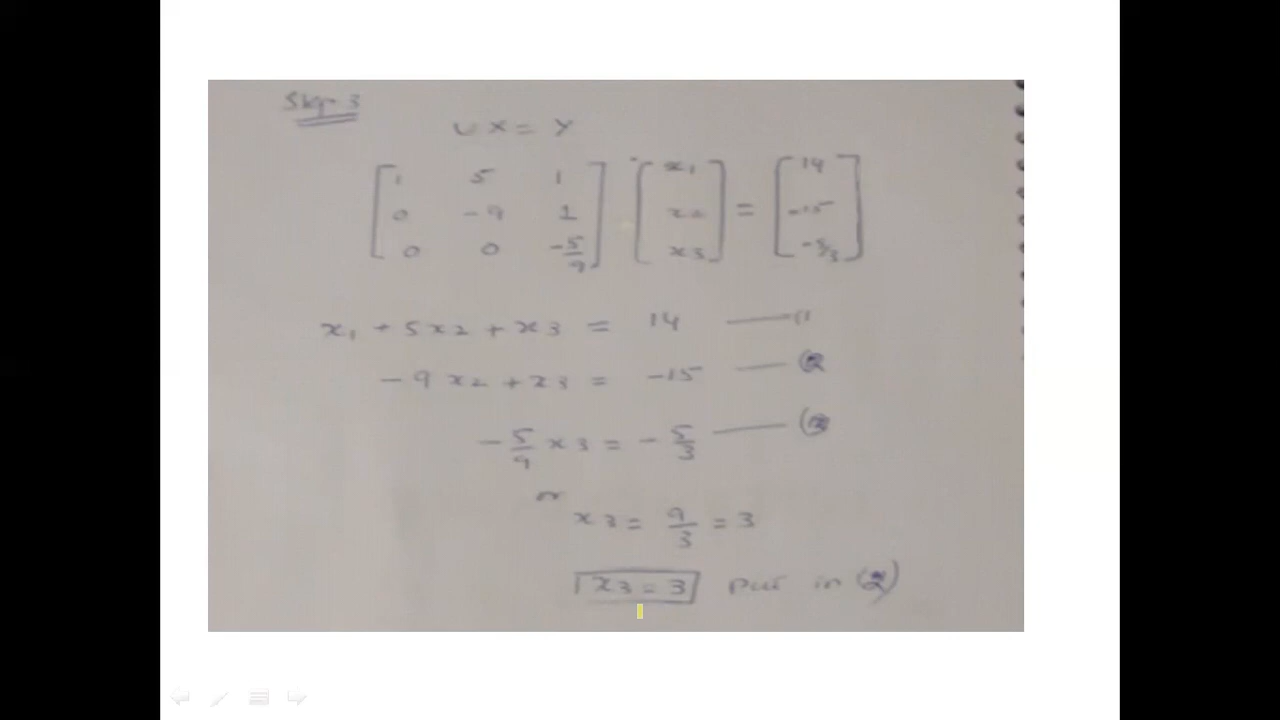 Step 3
UX = Y
[1 5 1] [x1] = [14]
[0 -9 1] [x2] [-15]
[0 0 -5/9] [x3] [-5/3]
x1 + 5x2 + x3 = 14 —(1
-9x2 + x3 = -15 —(2
-5/9 x3 = -5/3 —(3
or
x3 = 9/3 = 3
x3 = 3 put in (2)